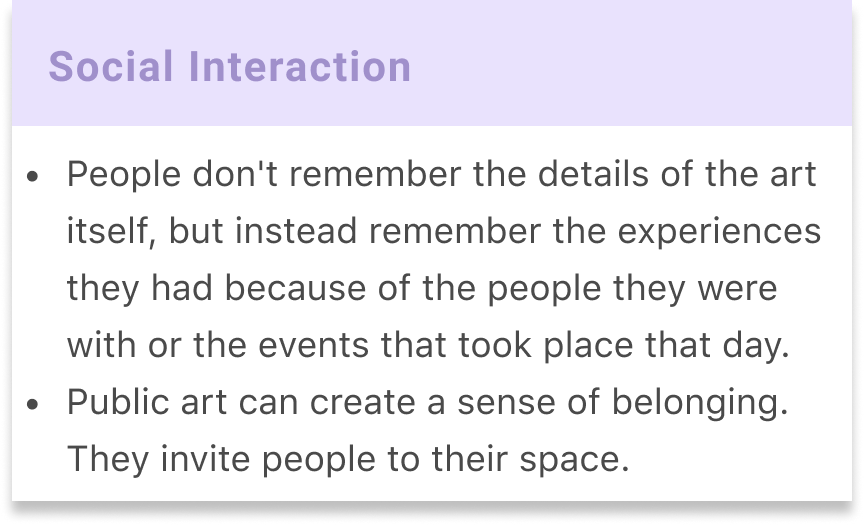 Social Interaction
• People don't remember the details of the art
itself, but instead remember the experiences
they had because of the people they were
with or the events that took place that day.
• Public art can create a sense of belonging.
They invite people to their space.